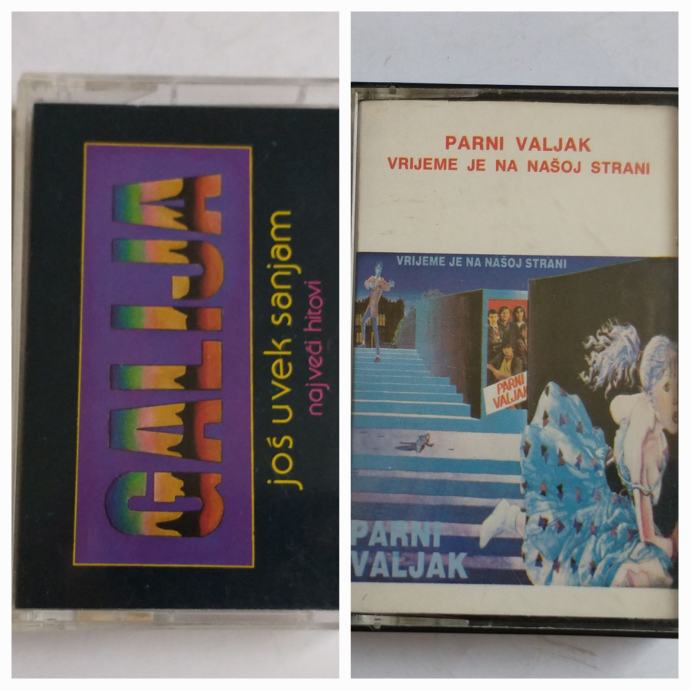 GALIJA
još uvek sanjam
najveći hitovi
PARNI VALJAK
VRIJEME JE NA NAŠOJ STRANI
VRIJEME JE NA NAŠOJ STRANI
PARNI
VALJAK
PARNI
VALJAK